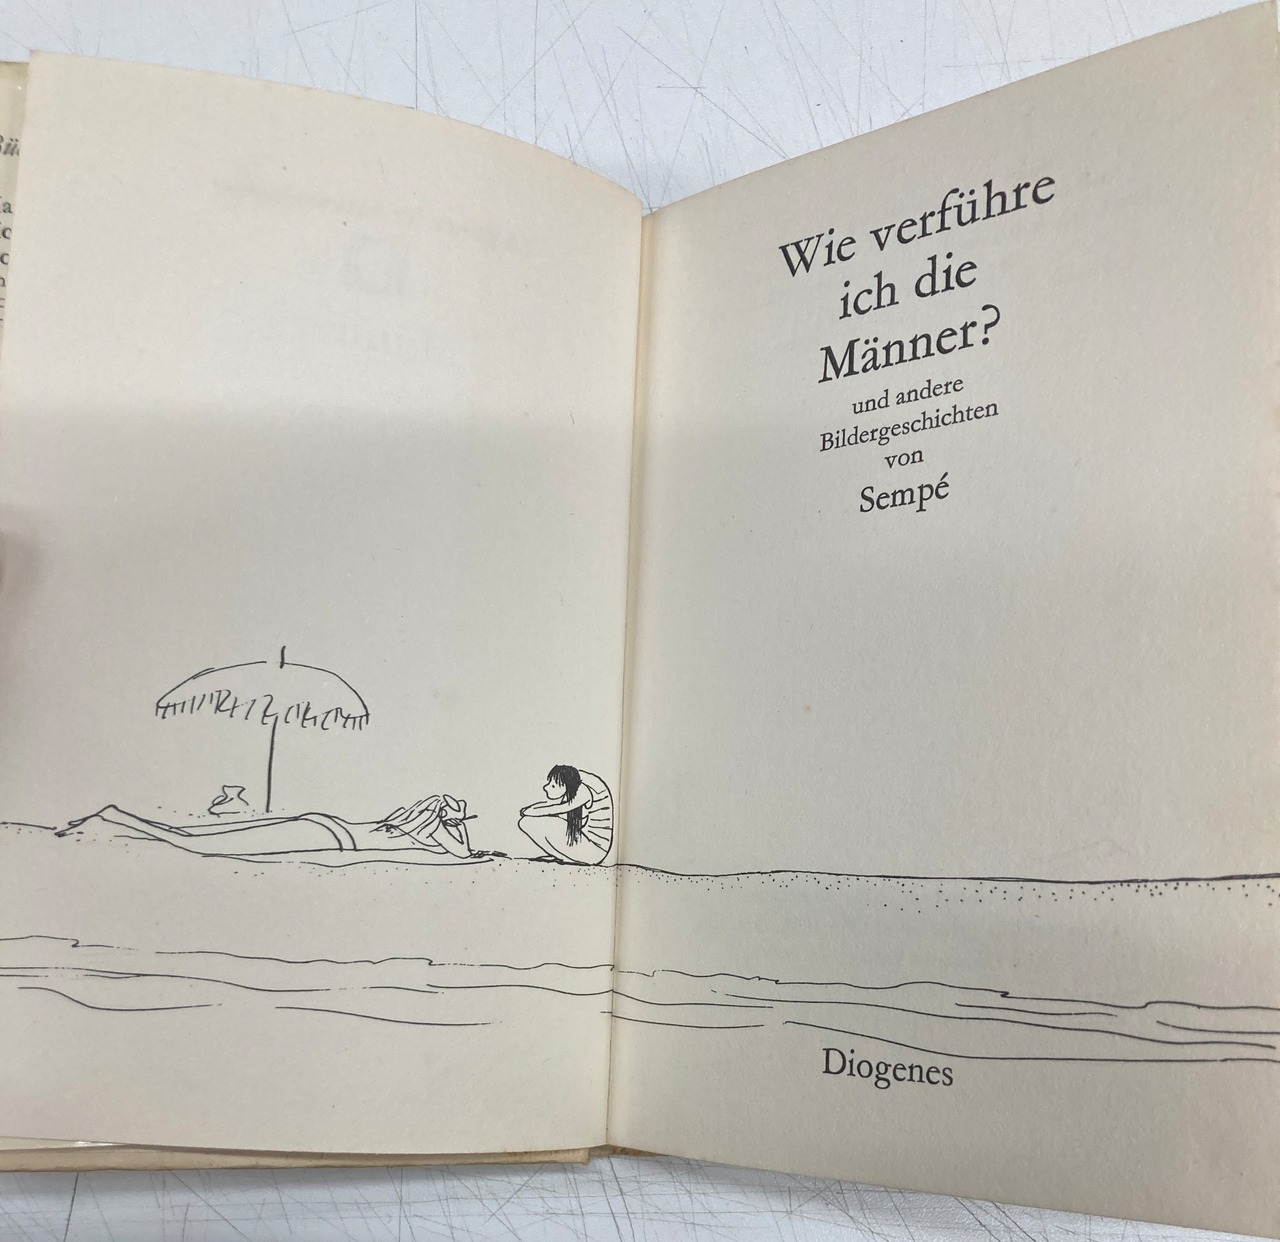 Wie verführe
ich die
Männer?
und andere
Bildergeschichten
von
Sempé
Diogenes